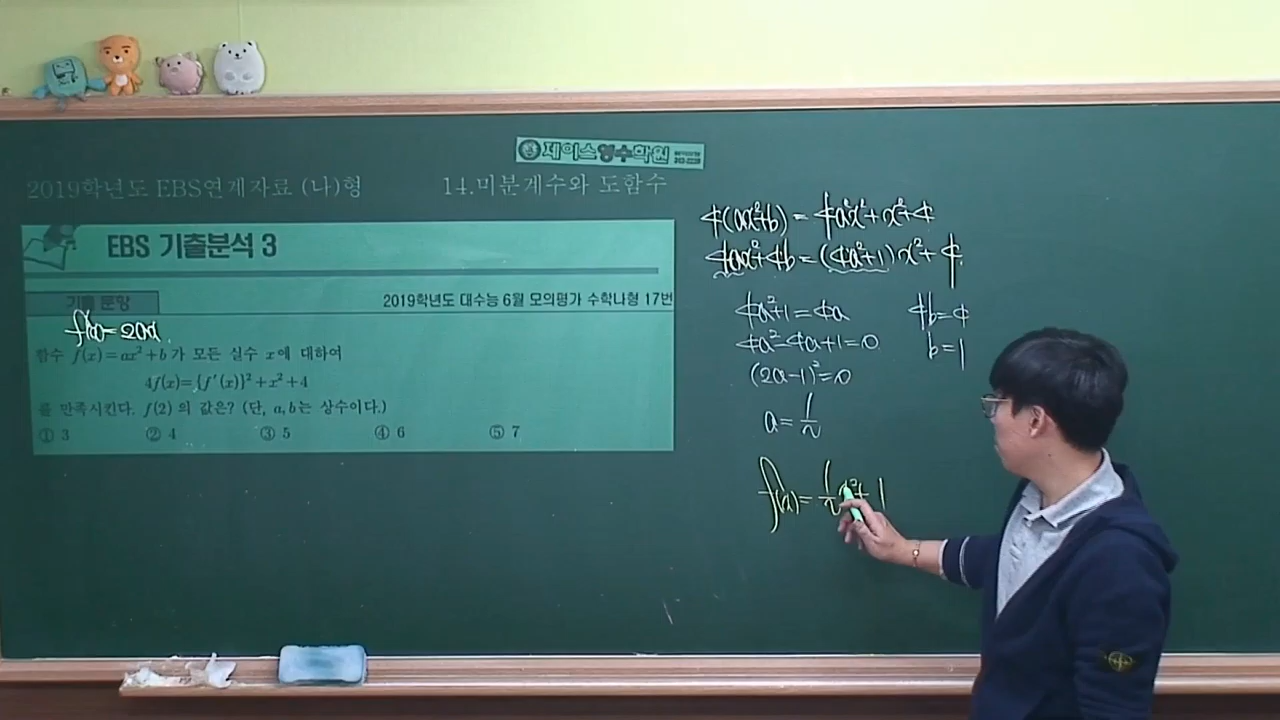 제이스영수학원
2019학년도 EBS연계자료 (나)형 14.미분계수와 도함수
EBS 기출분석 3
기출 문항
2019학년도 대수능 6월 모의평가 수학나형 17번
f'(x)=2ax
함수 f(x)=ax²+b가 모든 실수 x에 대하여
4f(x)={f'(x)}²+x²+4
를 만족시킨다. f(2)의 값은? (단, a, b는 상수이다.)
① 3 ② 4 ③ 5 ④ 6 ⑤ 7
4(ax²+b)=4a²x²+x²+4
4ax²+4b=(4a²+1)x²+4
4a²+1=4a
4a²-4a+1=0
(2a-1)²=0
a=1/2
4b=4
b=1
f(x)=1/2x²+1